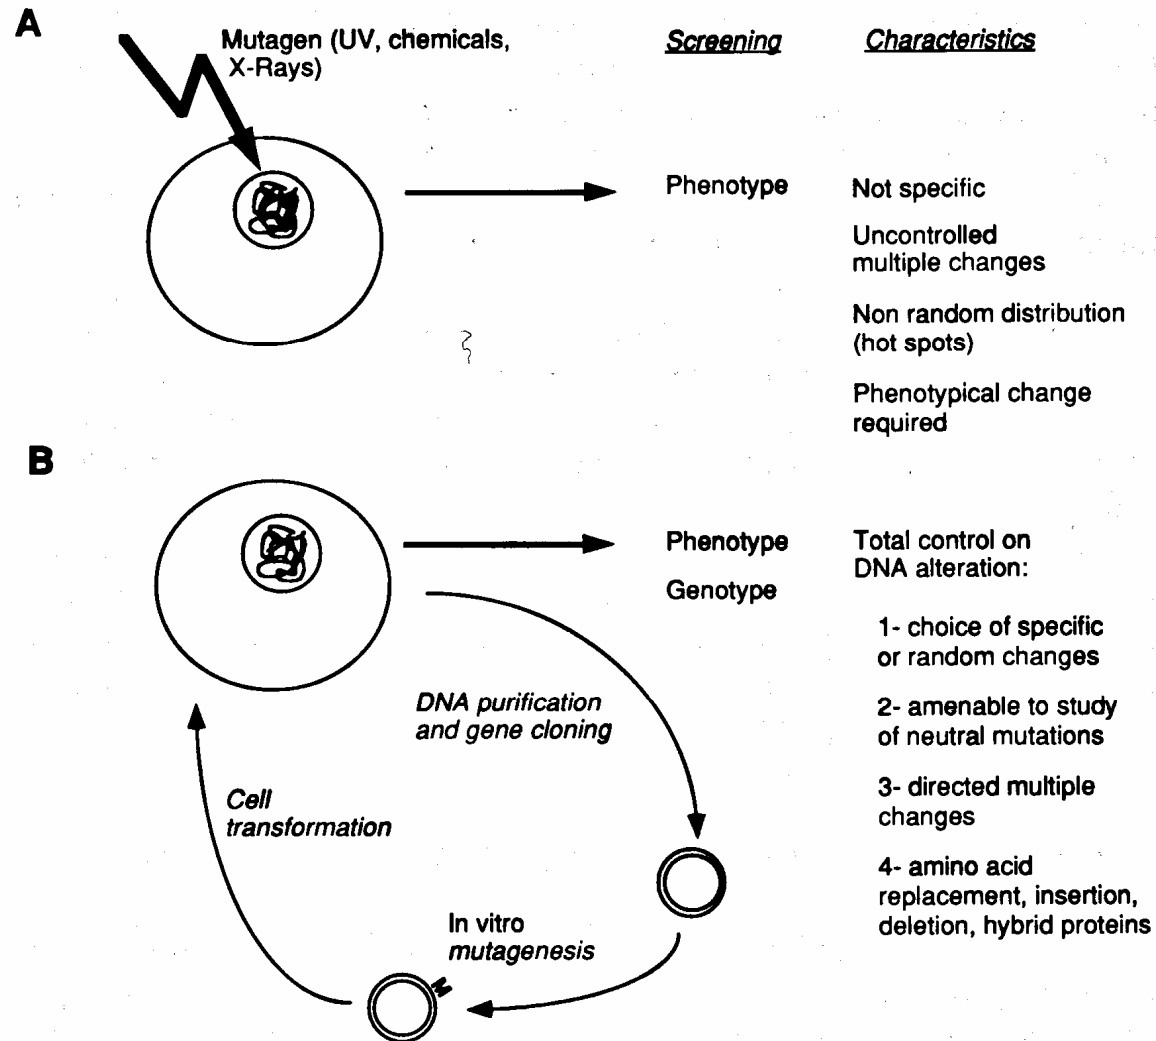 A
Mutagen (UV, chemicals,
X-Rays)
Screening
Characteristics
Phenotype
Not specific
Uncontrolled
multiple changes
Non random distribution
(hot spots)
Phenotypical change
required
B
Phenotype
Genotype
Total control on
DNA alteration:
1- choice of specific
or random changes
2- amenable to study
of neutral mutations
3- directed multiple
changes
4- amino acid
replacement, insertion,
deletion, hybrid proteins
DNA purification
and gene cloning
Cell
transformation
In vitro
mutagenesis
M